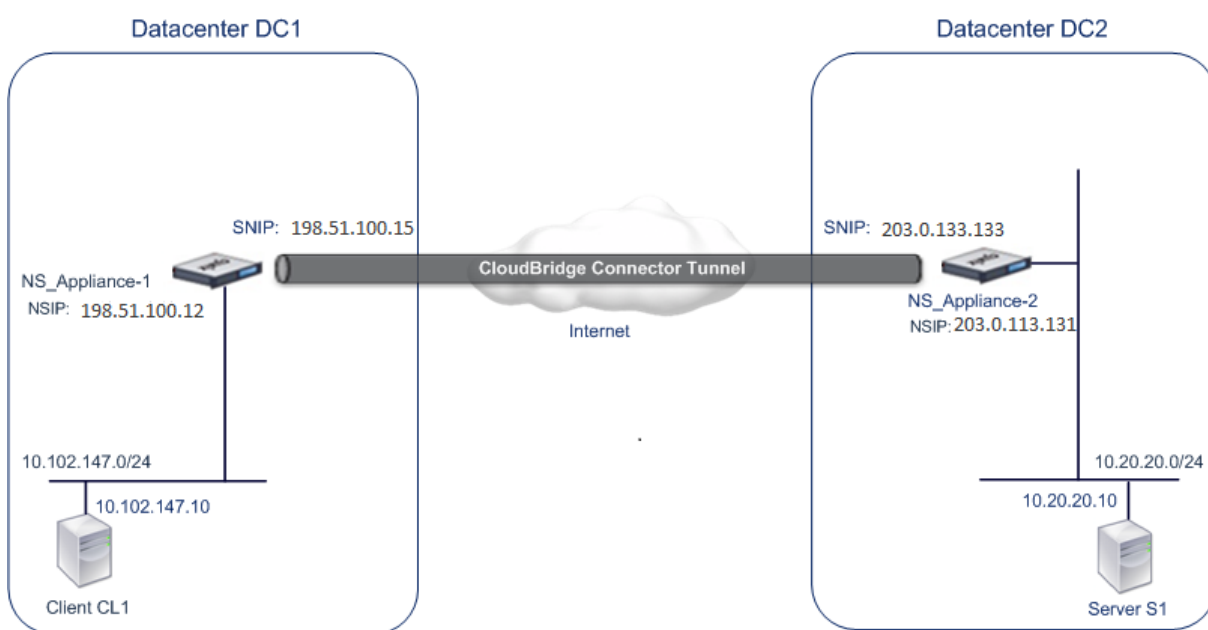 Datacenter DC1
Datacenter DC2
SNIP: 198.51.100.15
SNIP: 203.0.133.133
CloudBridge Connector Tunnel
NS_Appliance-1
NSIP: 198.51.100.12
NS_Appliance-2
NSIP: 203.0.113.131
Internet
10.102.147.0/24
10.20.20.0/24
10.102.147.10
10.20.20.10
Client CL1
Server S1